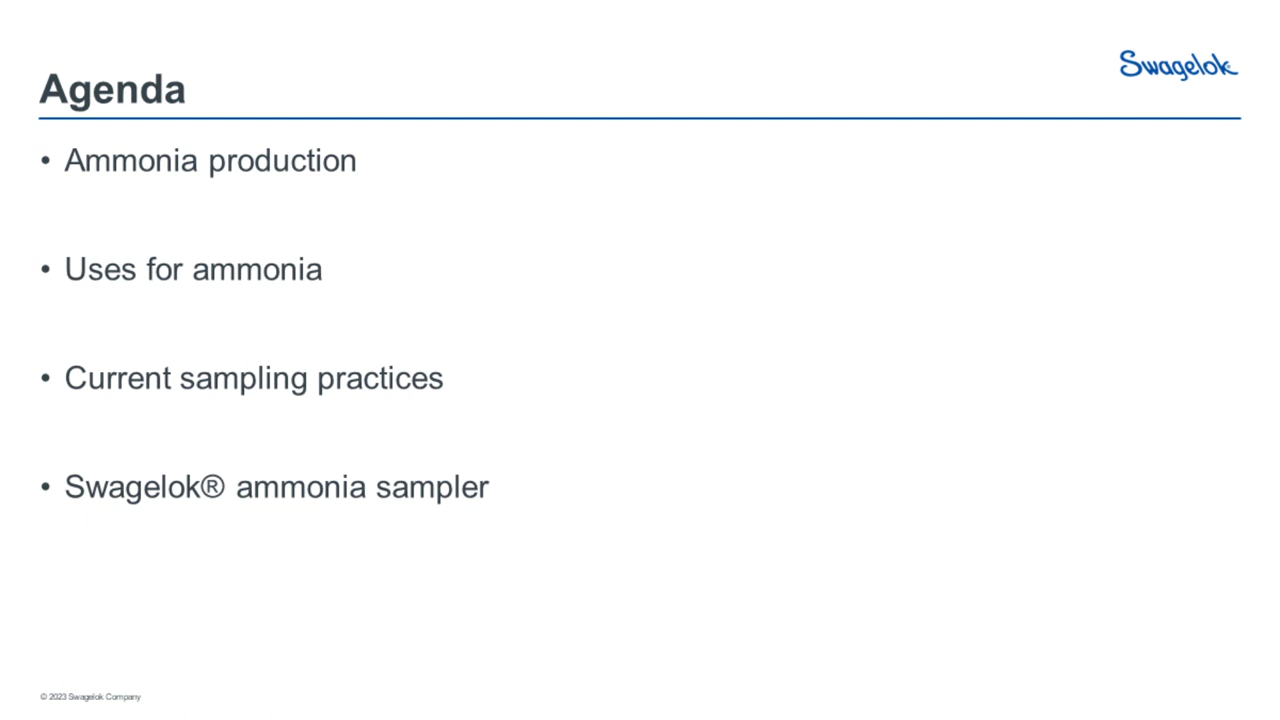 Swagelok
Agenda
• Ammonia production
• Uses for ammonia
• Current sampling practices
• Swagelok® ammonia sampler
© 2023 Swagelok Company